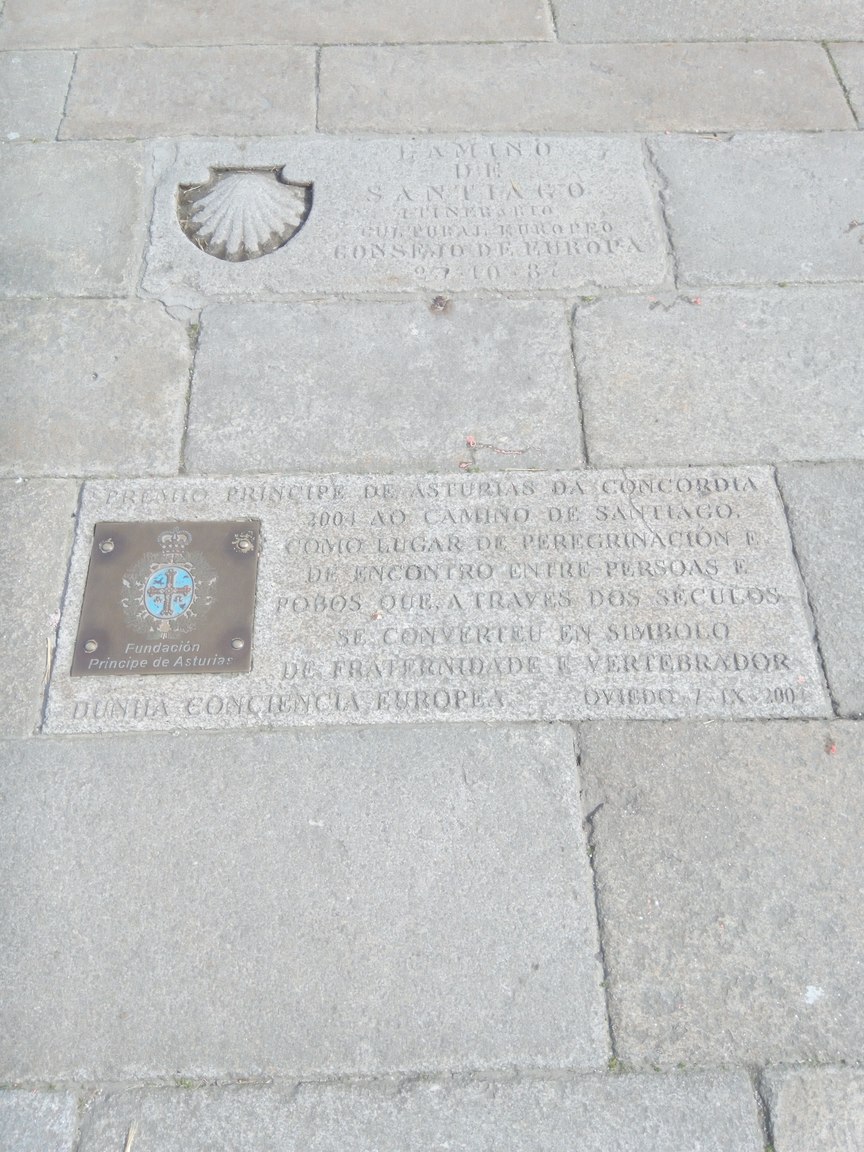 CAMINO
DE
SANTIAGO
ITINERARIO
CULTURAL EUROPEO
CONSEJO DE EUROPA
27-10-87
PREMIO PRÍNCIPE DE ASTURIAS DA CONCORDIA
2004 AO CAMIÑO DE SANTIAGO,
COMO LUGAR DE PEREGRINACIÓN E
DE ENCONTRO ENTRE PERSOAS E
POBOS QUE, A TRAVÉS DOS SÉCULOS
SE CONVERTEU EN SÍMBOLO
DE FRATERNIDADE E VERTEBRADOR
DUNHA CONCIENCIA EUROPEA. OVIEDO, 7-IX-2004
Fundación
Príncipe de Asturias